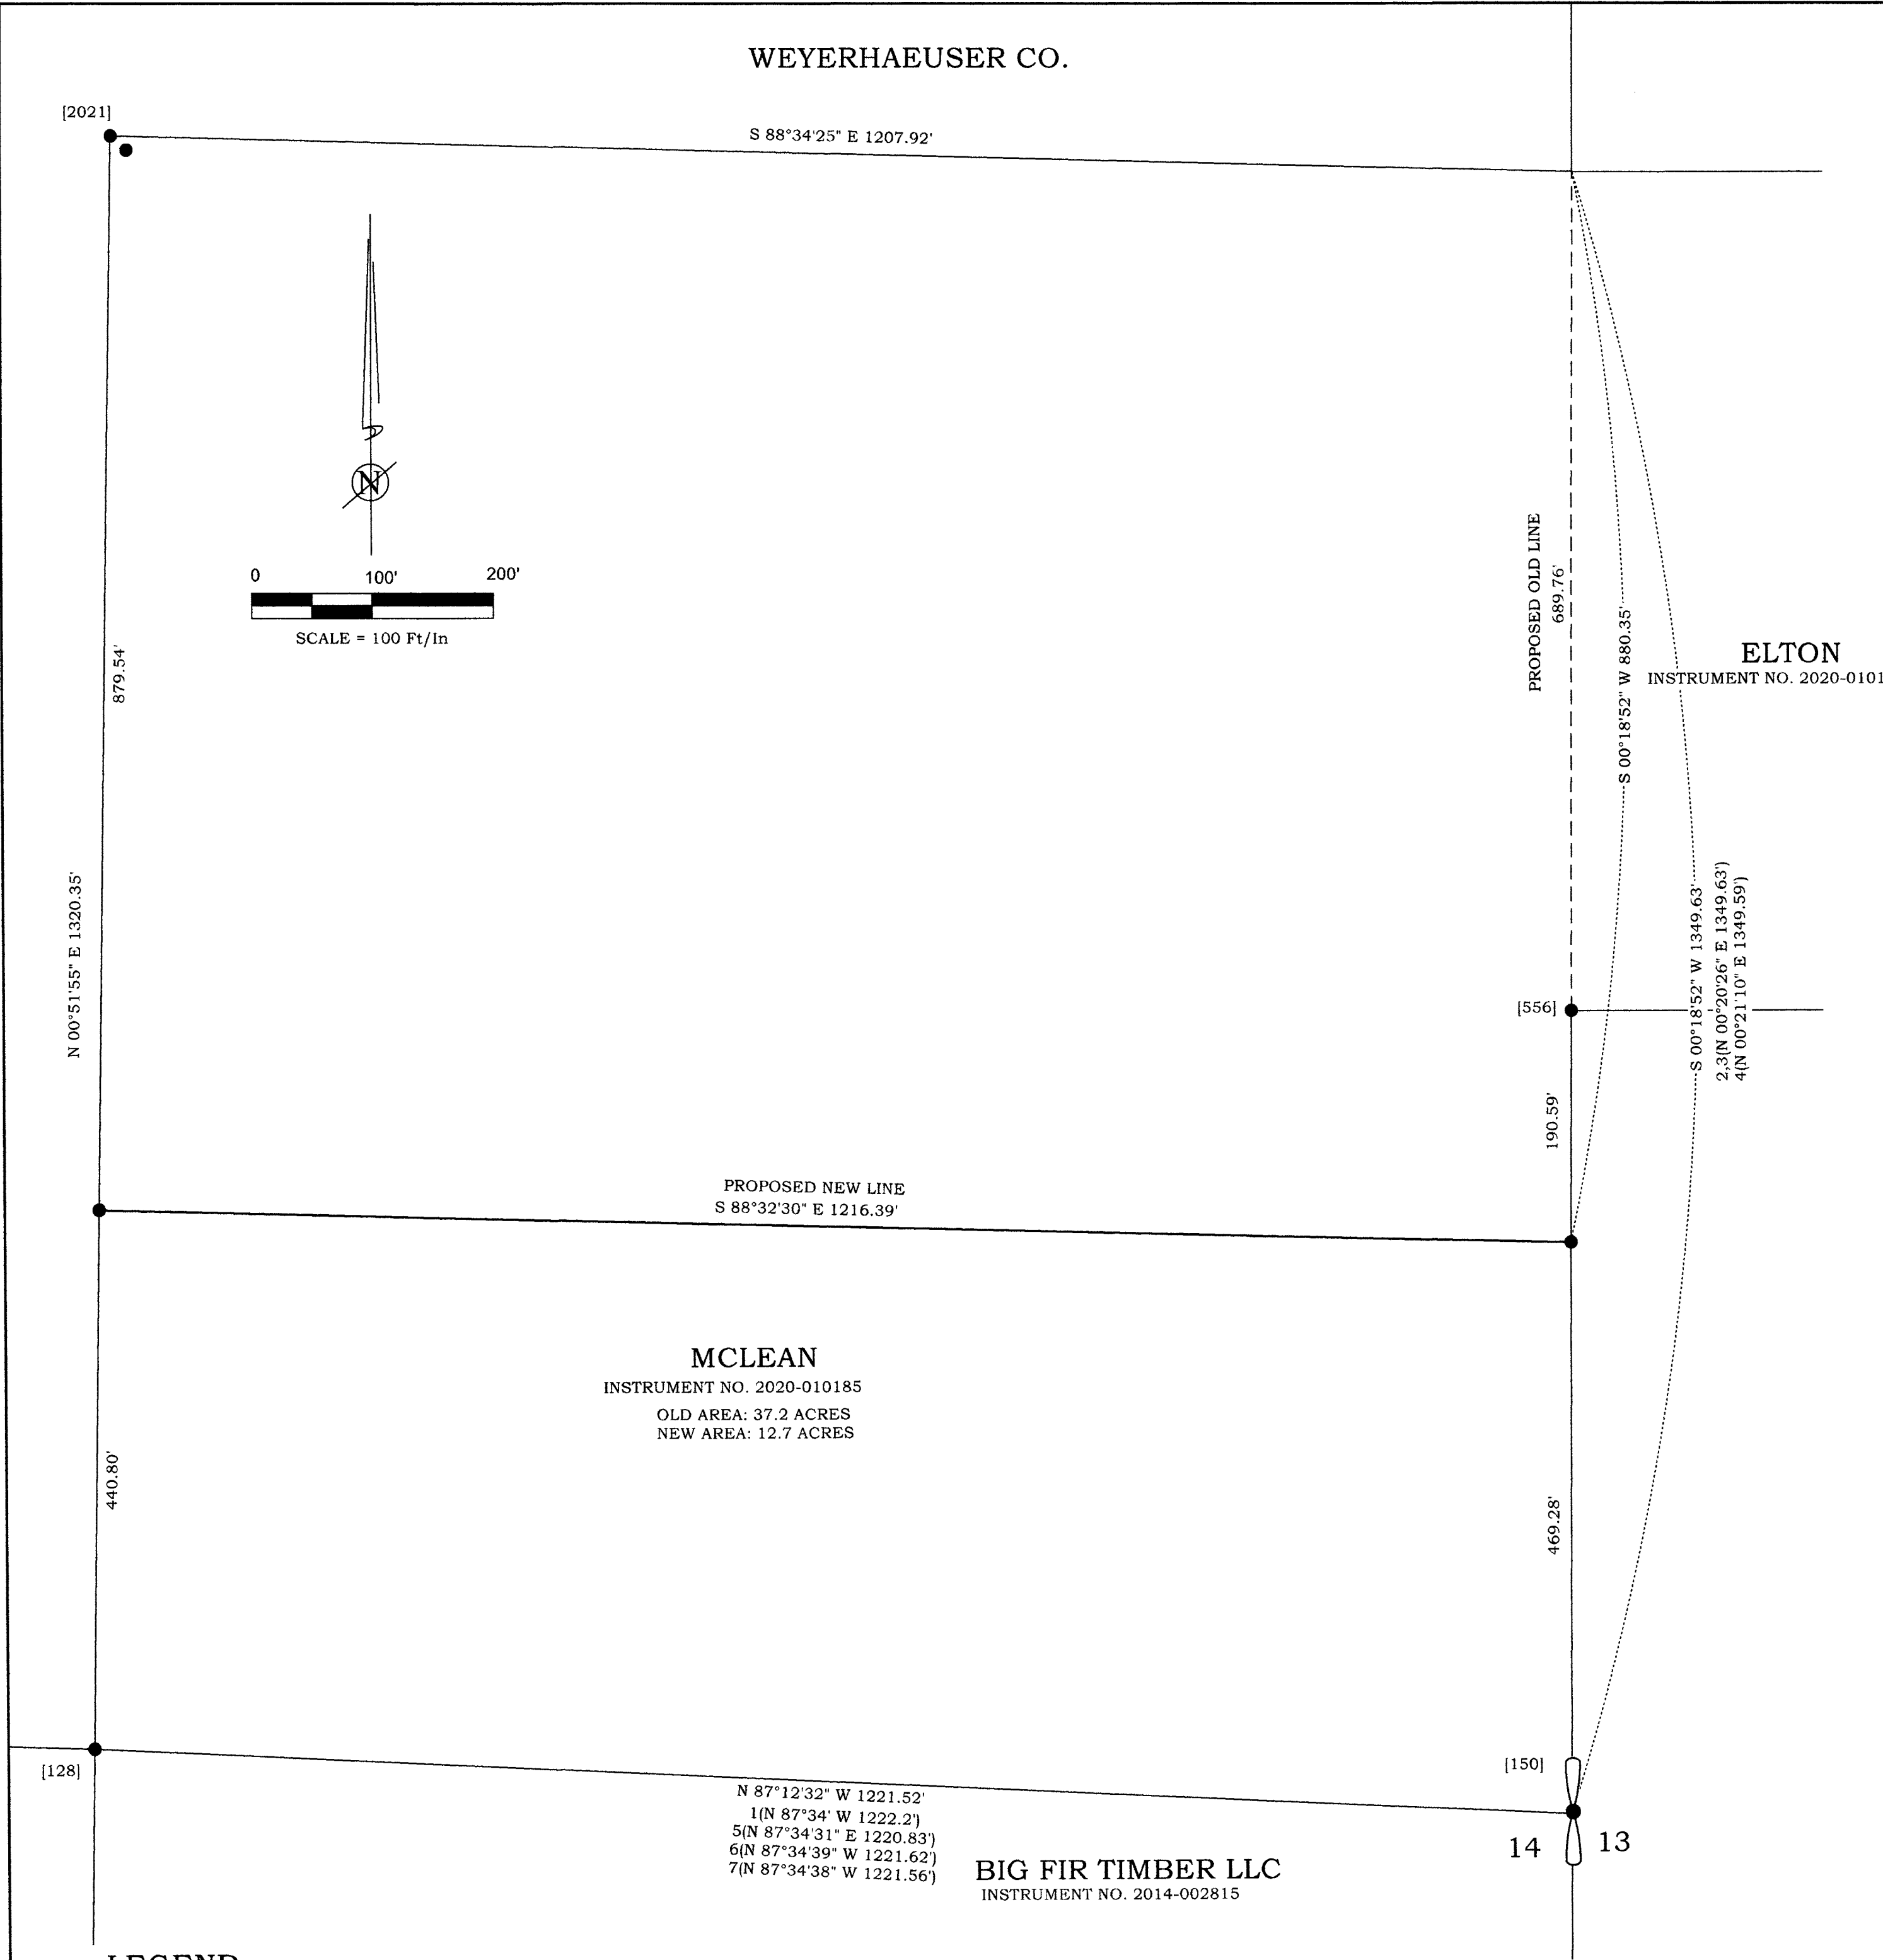 WEYERHAEUSER CO.
[2021]
S 88°34'25" E 1207.92'
N
0 100' 200'
SCALE = 100 Ft/In
879.54'
N 00°51'55" E 1320.35'
PROPOSED OLD LINE
689.76'
S 00°18'52" W 880.35'
ELTON
INSTRUMENT NO. 2020-0101
S 00°18'52" W 1349.63'
2,3(N 00°20'26" E 1349.63')
4(N 00°21'10" E 1349.59')
[556]
190.59'
PROPOSED NEW LINE
S 88°32'30" E 1216.39'
MCLEAN
INSTRUMENT NO. 2020-010185
OLD AREA: 37.2 ACRES
NEW AREA: 12.7 ACRES
440.80'
469.28'
[128]
[150]
N 87°12'32" W 1221.52'
1(N 87°34' W 1222.2')
5(N 87°34'31" E 1220.83')
6(N 87°34'39" W 1221.62')
7(N 87°34'38" W 1221.56')
14 13
BIG FIR TIMBER LLC
INSTRUMENT NO. 2014-002815
LEGEND